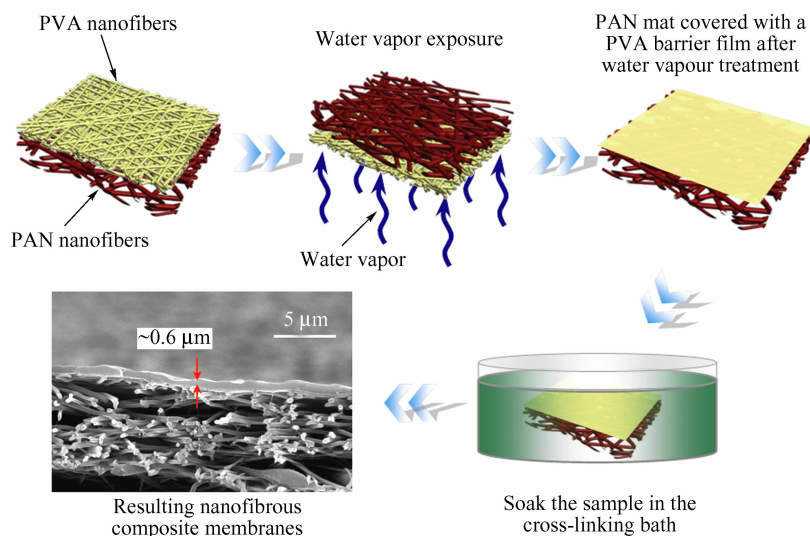 PVA nanofibers
PAN nanofibers
Water vapor exposure
Water vapor
PAN mat covered with a
PVA barrier film after
water vapour treatment
Soak the sample in the
cross-linking bath
~0.6 μm
5 μm
Resulting nanofibrous
composite membranes